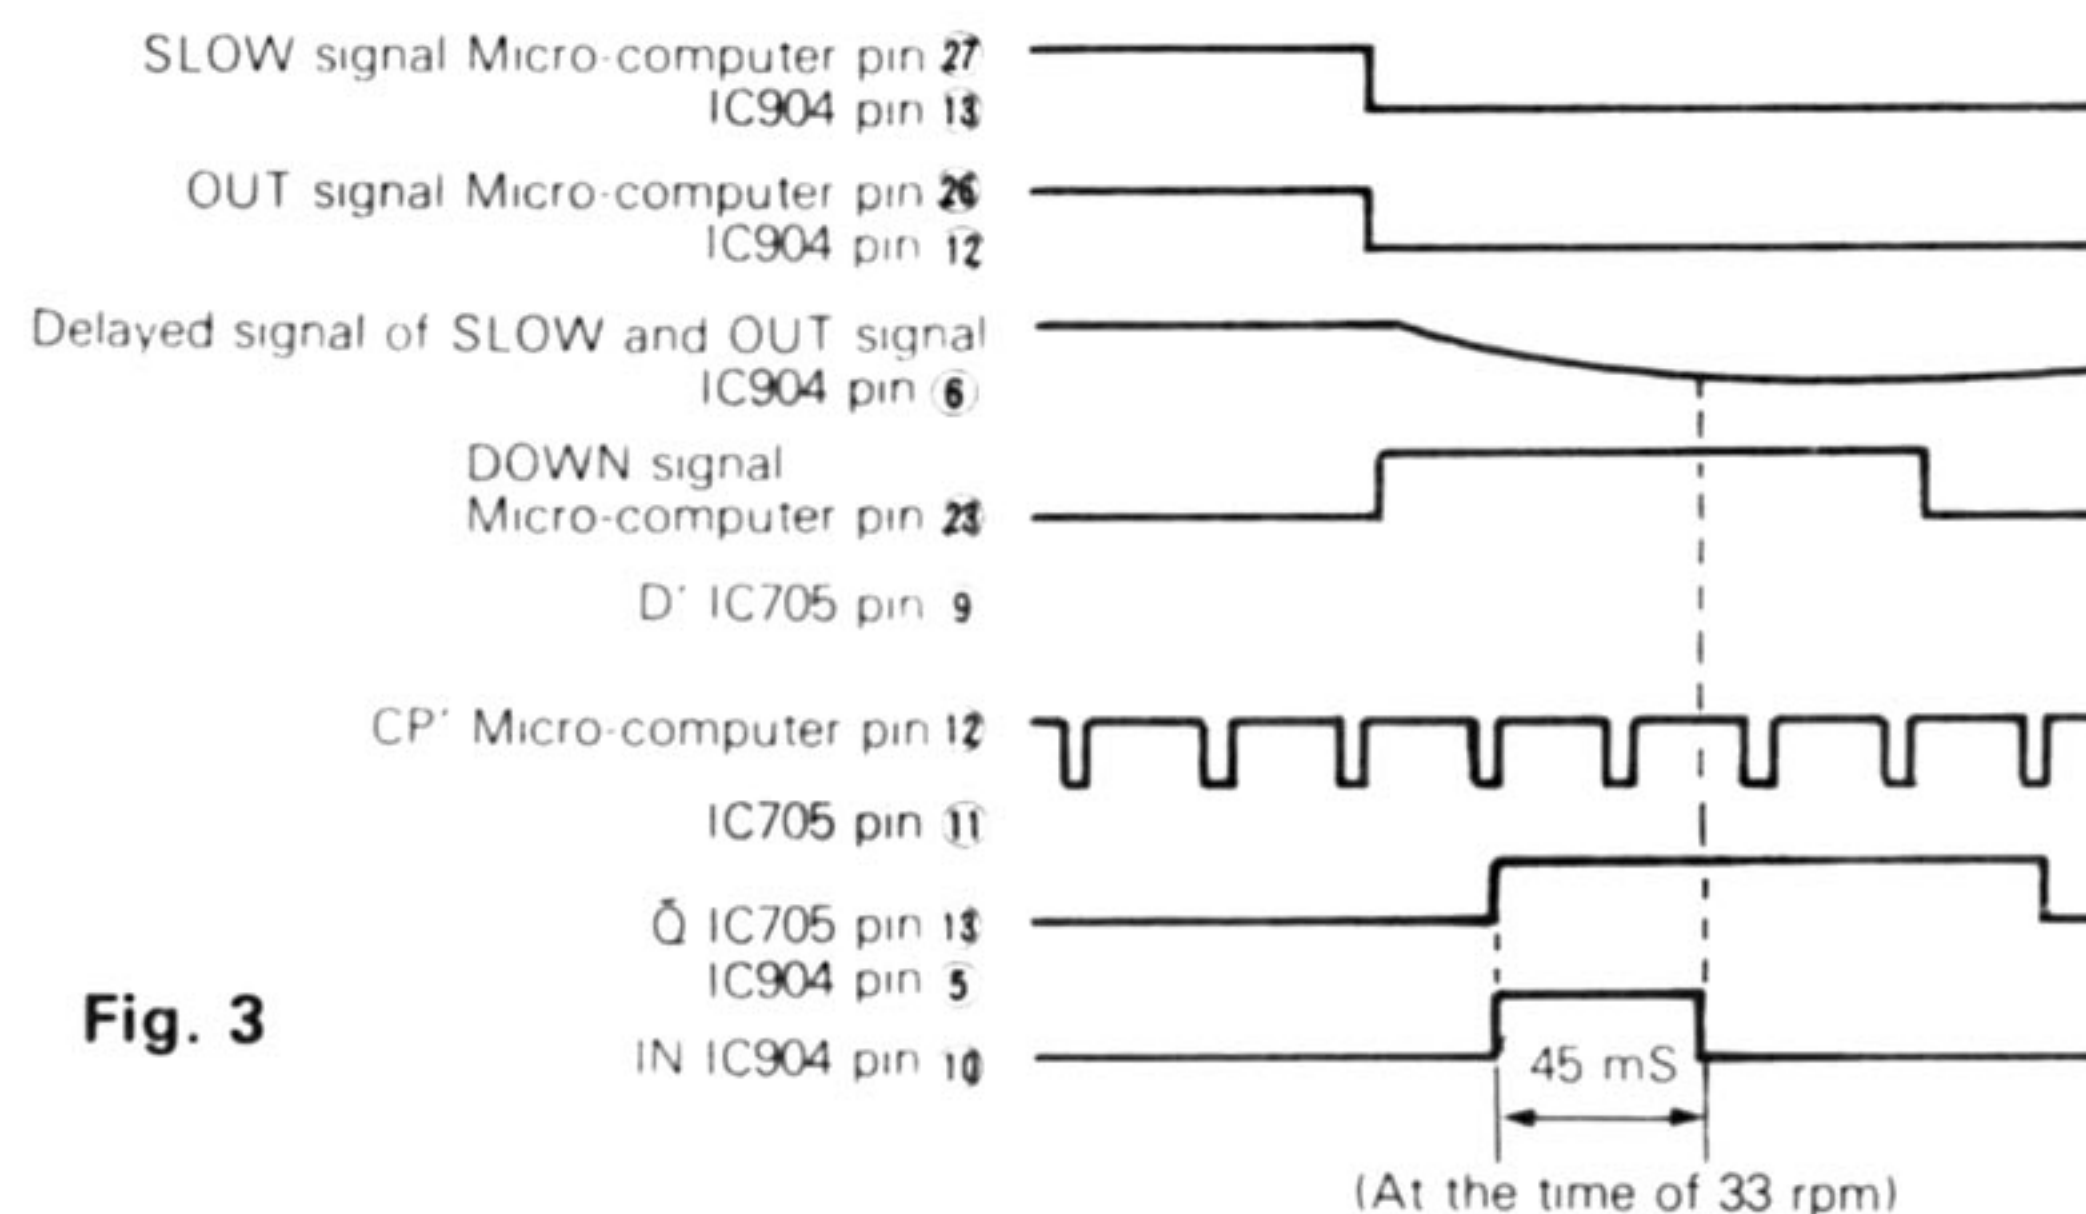 SLOW signal Micro-computer pin 27
IC904 pin 13
OUT signal Micro-computer pin 26
IC904 pin 12
Delayed signal of SLOW and OUT signal
IC904 pin 6
DOWN signal
Micro-computer pin 23
D' IC705 pin 9
CP' Micro-computer pin 12
IC705 pin 11
Q̄ IC705 pin 13
IC904 pin 5
IN IC904 pin 10
45 mS
(At the time of 33 rpm)
Fig. 3